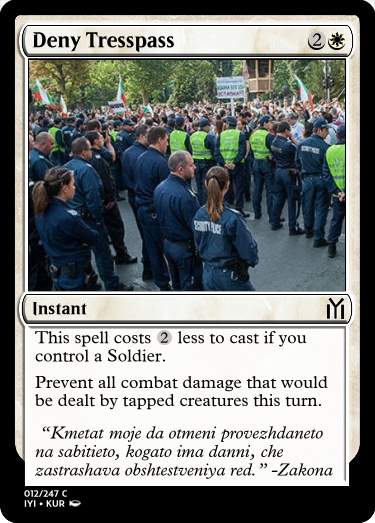 Deny Tresspass 2
Instant
This spell costs 2 less to cast if you
control a Soldier.
Prevent all combat damage that would
be dealt by tapped creatures this turn.
“Kmetat moje da otmeni provezhdaneto
na sabitieto, kogato ima danni, che
zastrashava obshtestveniya red.” -Zakona
012/247 C
IYI • KUR